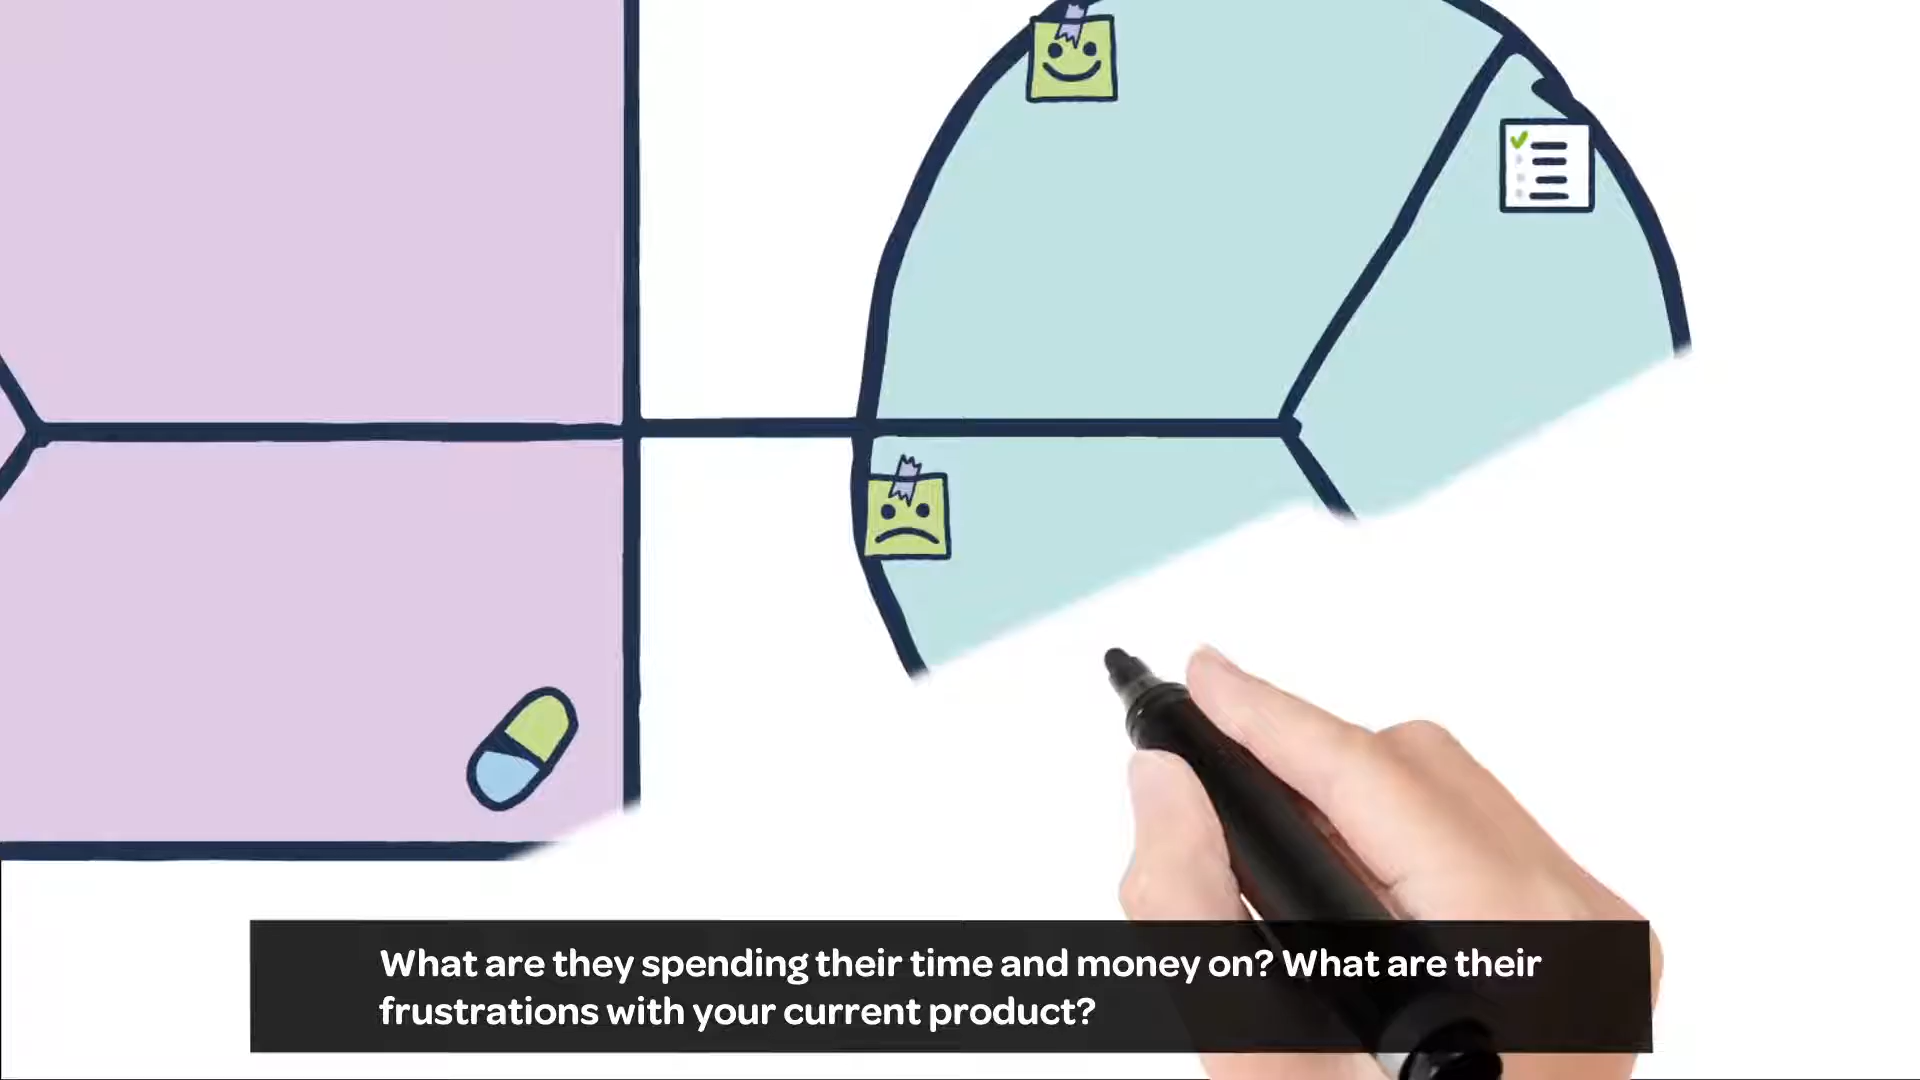 What are they spending their time and money on? What are their
frustrations with your current product?